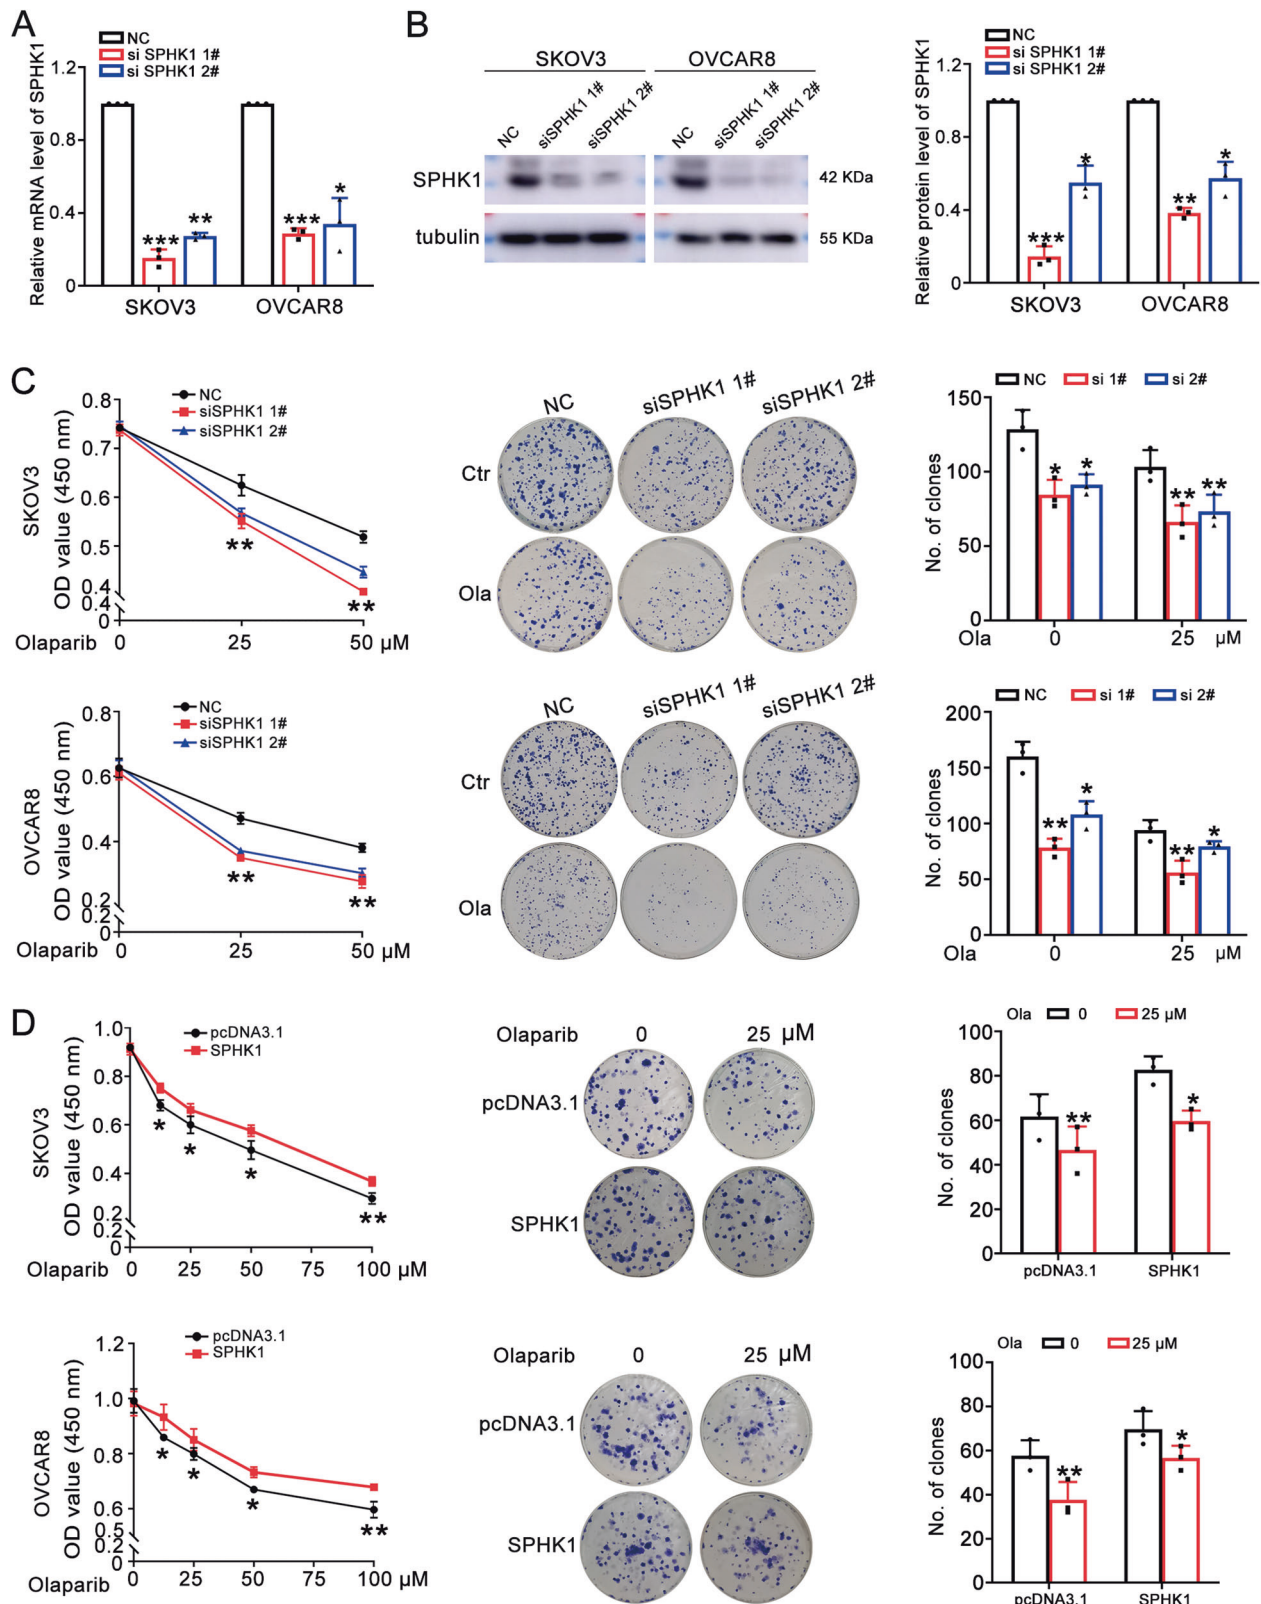 A
NC
si SPHK1 1#
si SPHK1 2#
Relative mRNA level of SPHK1
1.2
0.8
0.4
0
***
**
***
*
SKOV3
OVCAR8
B
SKOV3
OVCAR8
NC
siSPHK1 1#
siSPHK1 2#
NC
siSPHK1 1#
siSPHK1 2#
SPHK1
42 KDa
tubulin
55 KDa
NC
si SPHK1 1#
si SPHK1 2#
Relative protein level of SPHK1
1.2
0.8
0.4
0
***
*
**
*
SKOV3
OVCAR8
C
SKOV3
OD value (450 nm)
NC
siSPHK1 1#
siSPHK1 2#
0.8
0.7
0.6
0.5
0.4
0.4
0
**
**
Olaparib 0 25 50 μM
NC
siSPHK1 1#
siSPHK1 2#
Ctr
Ola
NC si 1# si 2#
No. of clones
150
100
50
0
*
*
**
**
Ola 0 25 μM
OVCAR8
OD value (450 nm)
NC
siSPHK1 1#
siSPHK1 2#
0.8
0.6
0.4
0.2
0.2
0
**
**
Olaparib 0 25 50 μM
NC
siSPHK1 1#
siSPHK1 2#
Ctr
Ola
NC si 1# si 2#
No. of clones
200
150
100
50
0
**
*
**
*
Ola 0 25 μM
D
SKOV3
OD value (450 nm)
pcDNA3.1
SPHK1
1.0
0.8
0.6
0.4
0.2
0.2
0
*
*
*
**
Olaparib 0 25 50 75 100 μM
Olaparib 0 25 μM
pcDNA3.1
SPHK1
Ola 0 25 μM
No. of clones
100
80
60
40
20
0
**
*
pcDNA3.1 SPHK1
OVCAR8
OD value (450 nm)
pcDNA3.1
SPHK1
1.2
1.0
0.8
0.6
0.5
0.2
0
*
*
*
**
Olaparib 0 25 50 75 100 μM
Olaparib 0 25 μM
pcDNA3.1
SPHK1
Ola 0 25 μM
No. of clones
100
80
60
40
20
0
**
*
pcDNA3.1 SPHK1